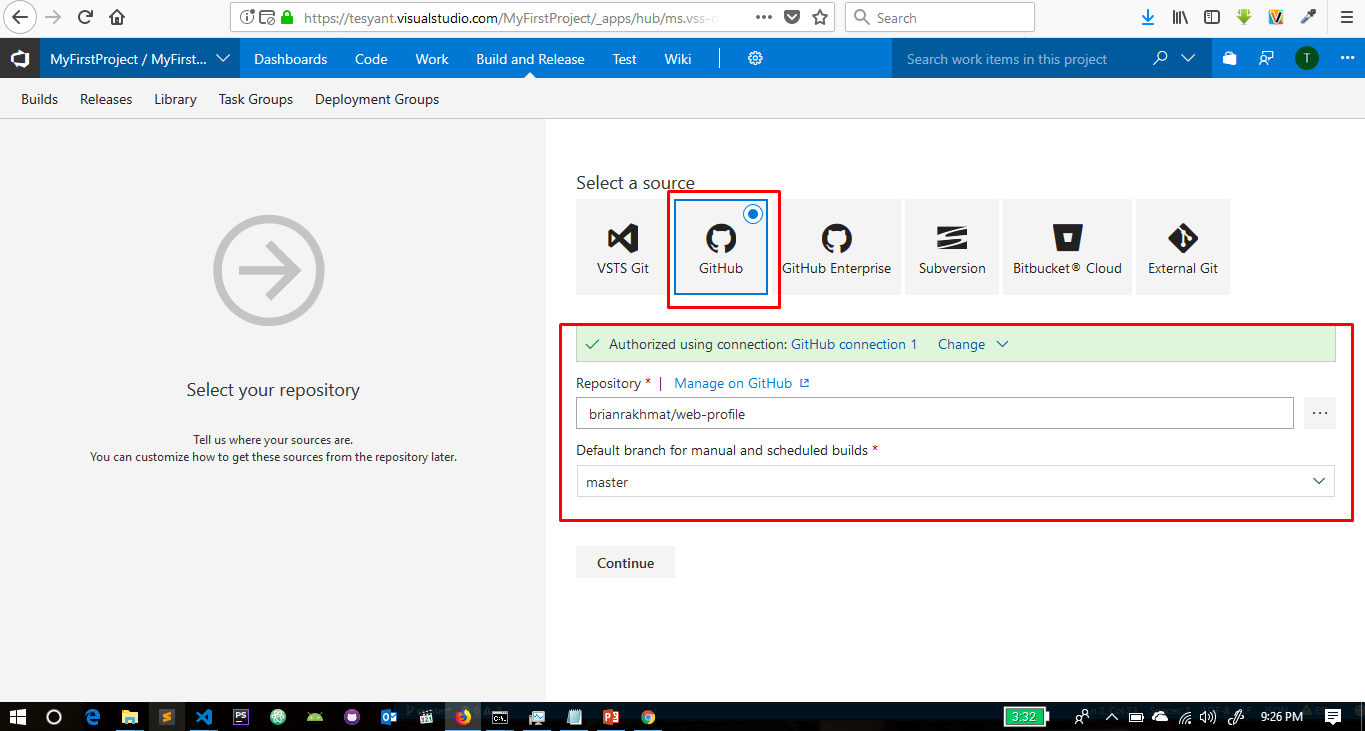 https://tesyant.visualstudio.com/MyFirstProject/_apps/hub/ms.vss-c
Search
MyFirstProject / MyFirst...
Dashboards
Code
Work
Build and Release
Test
Wiki
Search work items in this project
T
Builds
Releases
Library
Task Groups
Deployment Groups
Select your repository
Tell us where your sources are.
You can customize how to get these sources from the repository later.
Select a source
VSTS Git
GitHub
GitHub Enterprise
Subversion
Bitbucket® Cloud
External Git
Authorized using connection: GitHub connection 1 Change
Repository * | Manage on GitHub
brianrakhmat/web-profile
...
Default branch for manual and scheduled builds *
master
Continue
PS
321
3:32
9:26 PM